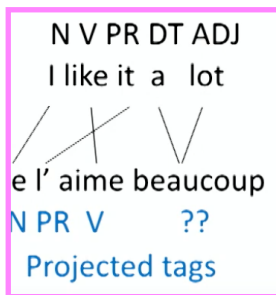 N V PR DT ADJ
I like it a lot
e l' aime beaucoup
N PR V ??
Projected tags